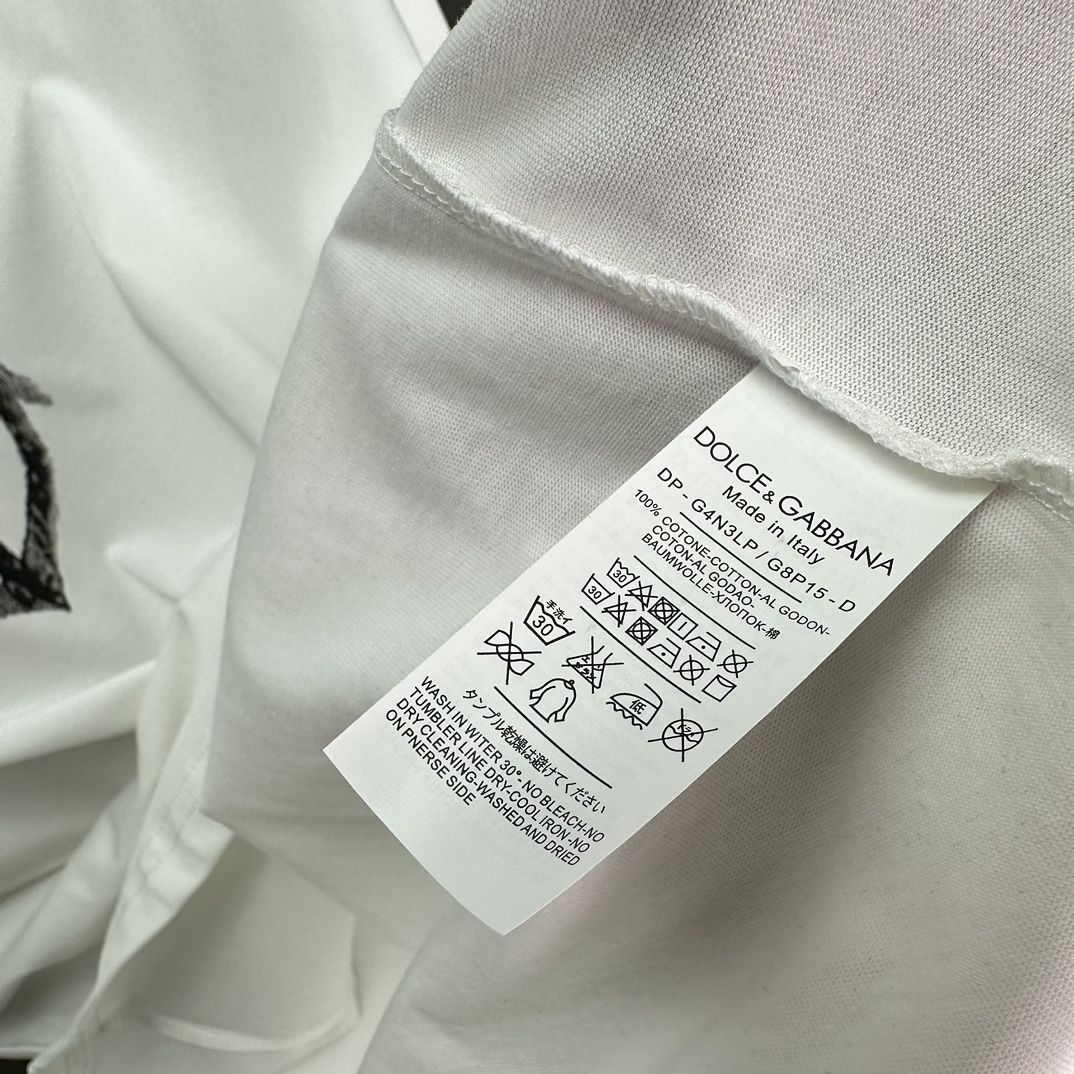 DOLCE & GABBANA
Made in Italy
DP - G4N3LP / G8P15 - D
100% COTONE-COTTON-AL GODON-
COTON-AL GODAO-
BAUMWOLLE-ХЛОПОК-棉
30
30
手洗イ
30
低
タンプル乾燥は避けてください
WASH IN WITER 30°-NO BLEACH-NO
TUMBLER LINE DRY-COOL IRON-NO
DRY CLEANING-WASHED AND DRIED
ON PNERSE SIDE